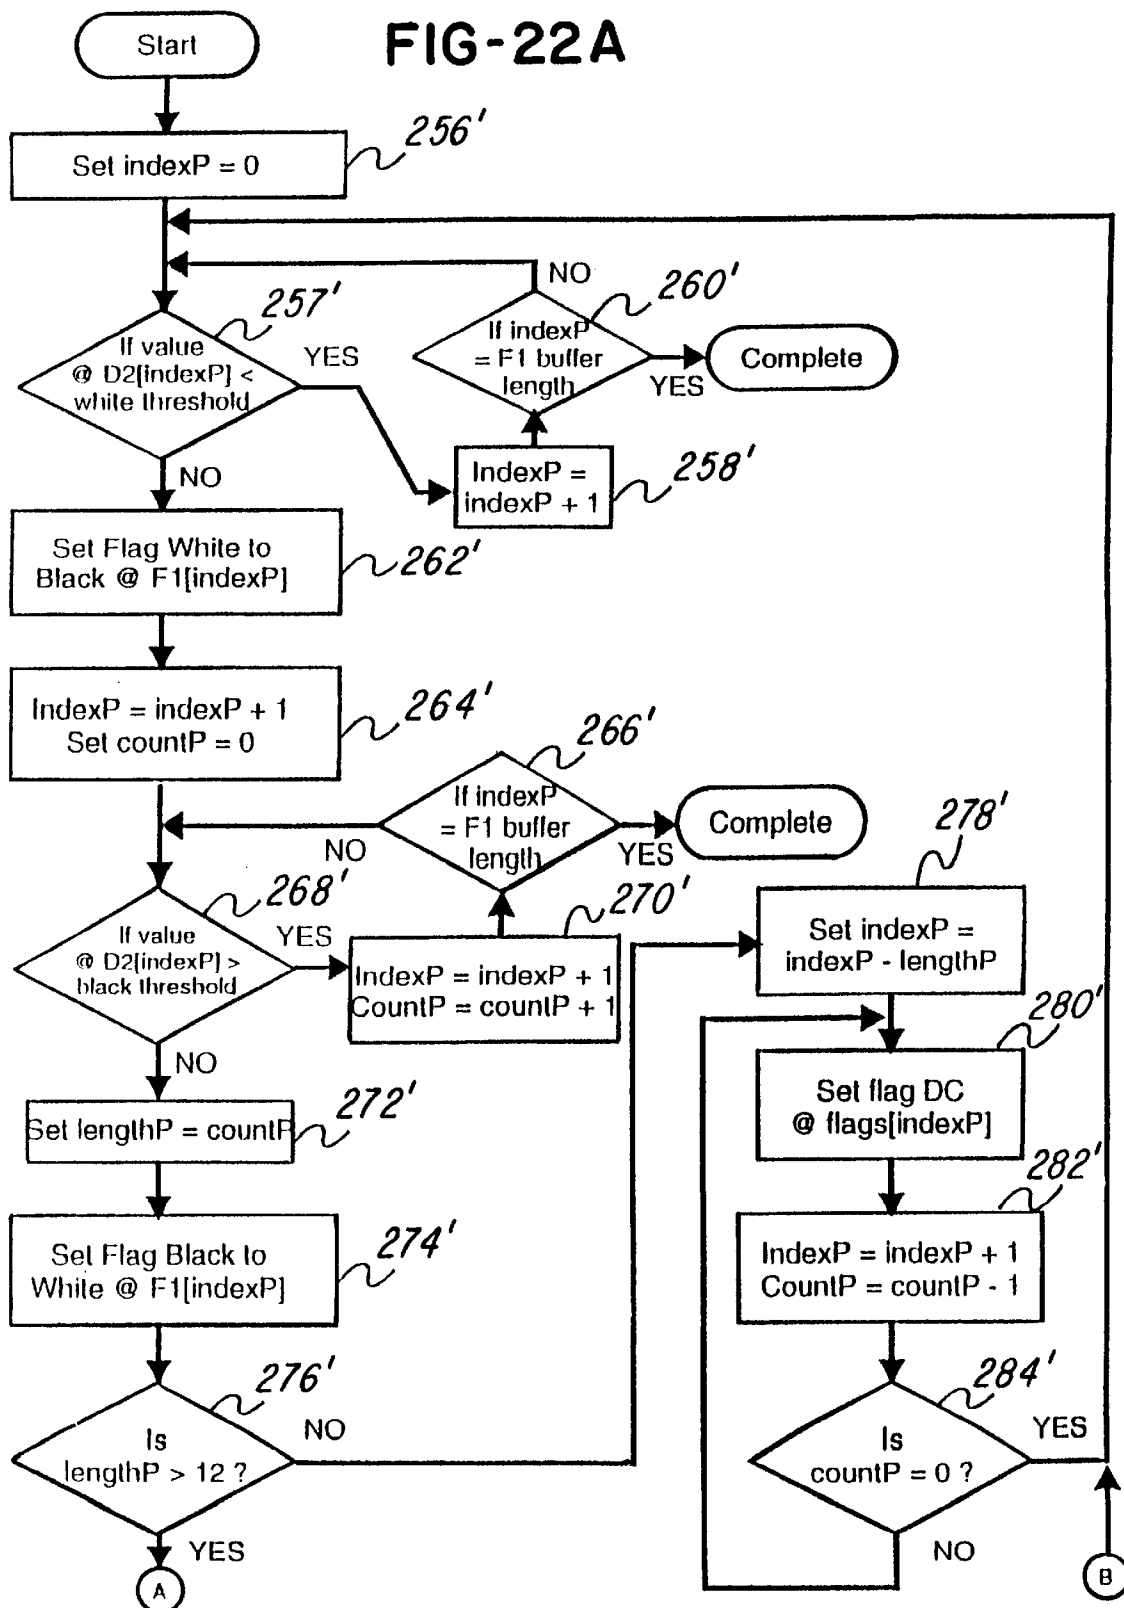 FIG-22A
Start
256'
Set indexP = 0
257'
If value
@ D2[indexP] <
white threshold
YES
NO
260'
If indexP
= F1 buffer
length
NO
YES
Complete
IndexP =
indexP + 1
258'
Set Flag White to
Black @ F1[indexP]
262'
IndexP = indexP + 1
Set countP = 0
264'
266'
If indexP
= F1 buffer
length
NO
YES
Complete
268'
If value
@ D2[indexP] >
black threshold
YES
NO
270'
IndexP = indexP + 1
CountP = countP + 1
Set lengthP = countP
272'
Set Flag Black to
White @ F1[indexP]
274'
276'
Is
lengthP > 12 ?
NO
YES
A
278'
Set indexP =
indexP - lengthP
280'
Set flag DC
@ flags[indexP]
282'
IndexP = indexP + 1
CountP = countP - 1
284'
Is
countP = 0 ?
YES
NO
B